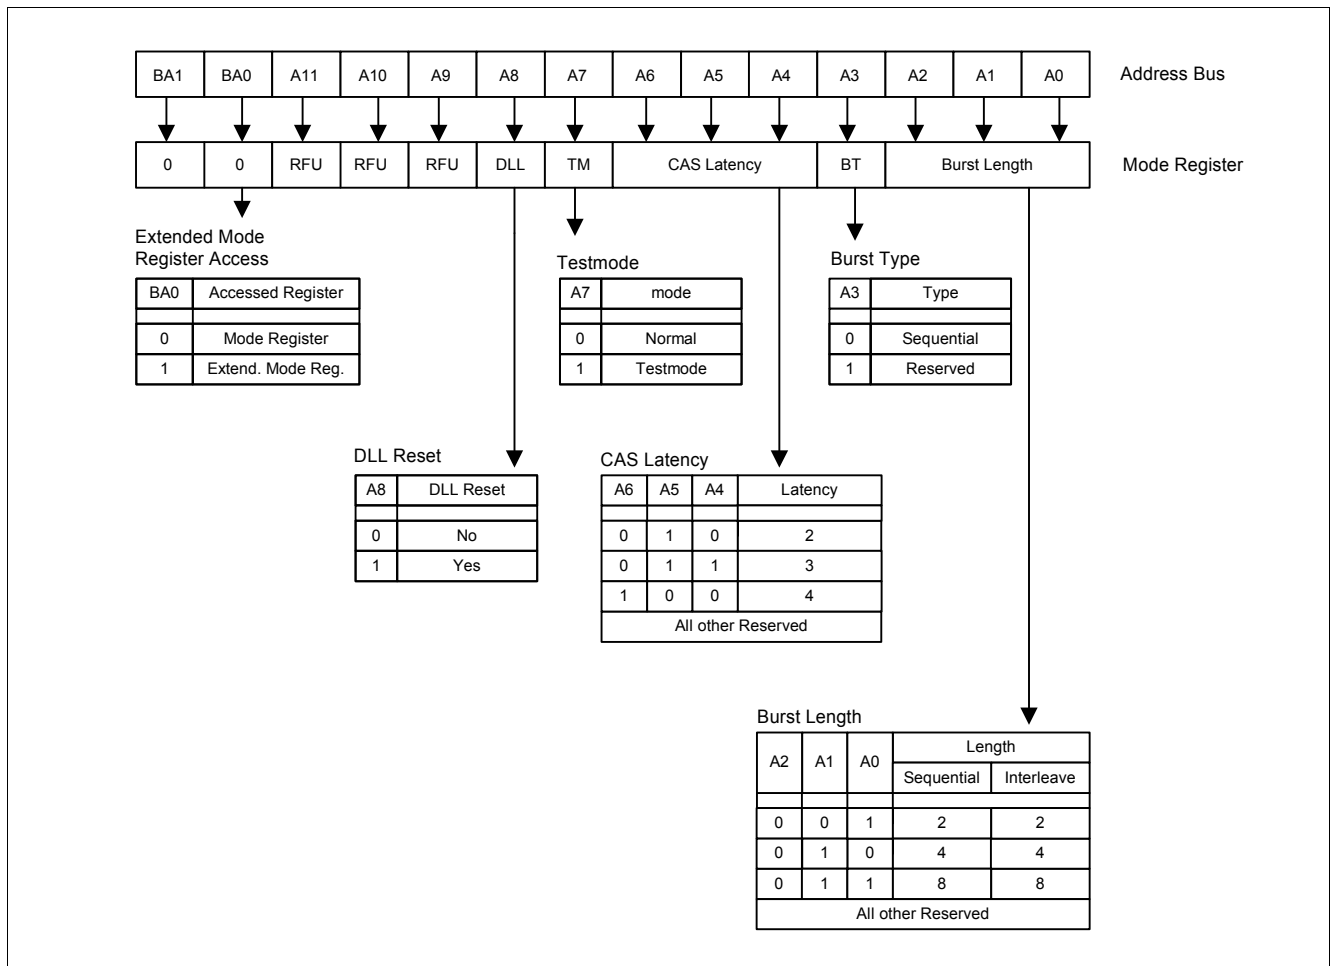 BA1 BA0 A11 A10 A9 A8 A7 A6 A5 A4 A3 A2 A1 A0 Address Bus
0 0 RFU RFU RFU DLL TM CAS Latency BT Burst Length Mode Register
Extended Mode
Register Access
BA0 Accessed Register
0 Mode Register
1 Extend. Mode Reg.
Testmode
A7 mode
0 Normal
1 Testmode
Burst Type
A3 Type
0 Sequential
1 Reserved
DLL Reset
A8 DLL Reset
0 No
1 Yes
CAS Latency
A6 A5 A4 Latency
0 1 0 2
0 1 1 3
1 0 0 4
All other Reserved
Burst Length
A2 A1 A0 Length
Sequential Interleave
0 0 1 2 2
0 1 0 4 4
0 1 1 8 8
All other Reserved